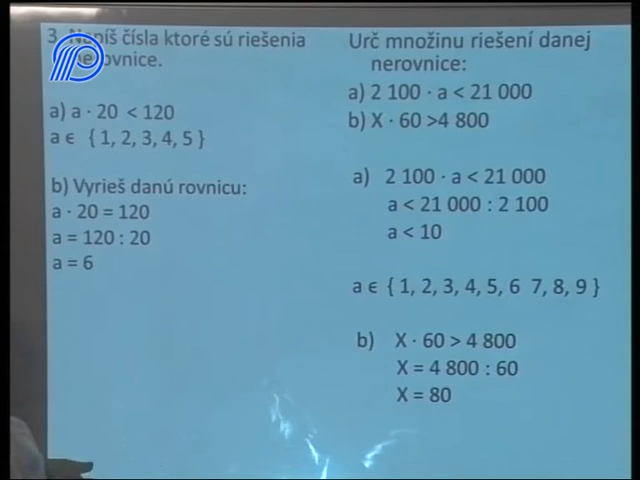 3. Napíš čísla ktoré sú riešenia
nerovnice.
a) a · 20 < 120
a ϵ { 1, 2, 3, 4, 5 }
b) Vyrieš danú rovnicu:
a · 20 = 120
a = 120 : 20
a = 6
Urč množinu riešení danej
nerovnice:
a) 2 100 · a < 21 000
b) X · 60 >4 800
a) 2 100 · a < 21 000
a < 21 000 : 2 100
a < 10
a ϵ { 1, 2, 3, 4, 5, 6 7, 8, 9 }
b) X · 60 > 4 800
X = 4 800 : 60
X = 80